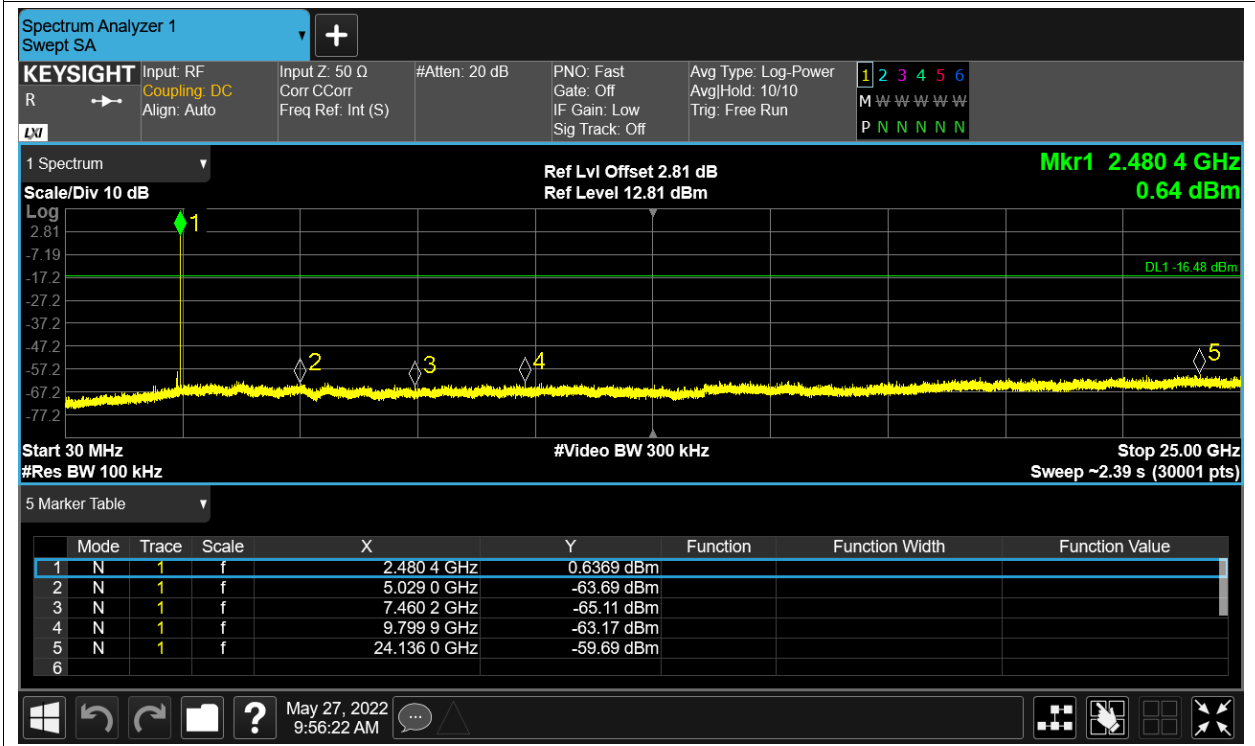 Spectrum Analyzer 1
Swept SA
+
KEYSIGHT
R
LXI
Input: RF
Coupling: DC
Align: Auto
Input Z: 50 Ω
Corr CCorr
Freq Ref: Int (S)
#Atten: 20 dB
PNO: Fast
Gate: Off
IF Gain: Low
Sig Track: Off
Avg Type: Log-Power
Avg|Hold: 10/10
Trig: Free Run
1 2 3 4 5 6
M W W W W W
P N N N N N
1 Spectrum
Scale/Div 10 dB
Ref Lvl Offset 2.81 dB
Ref Level 12.81 dBm
Mkr1 2.480 4 GHz
0.64 dBm
Log
2.81
-7.19
-17.2
-27.2
-37.2
-47.2
-57.2
-67.2
-77.2
1
2
3
4
5
DL1 -16.48 dBm
Start 30 MHz
#Video BW 300 kHz
Stop 25.00 GHz
#Res BW 100 kHz
Sweep ~2.39 s (30001 pts)
5 Marker Table
Mode Trace Scale X Y Function Function Width Function Value
1 N 1 f 2.480 4 GHz 0.6369 dBm
2 N 1 f 5.029 0 GHz -63.69 dBm
3 N 1 f 7.460 2 GHz -65.11 dBm
4 N 1 f 9.799 9 GHz -63.17 dBm
5 N 1 f 24.136 0 GHz -59.69 dBm
6
?
May 27, 2022
9:56:22 AM